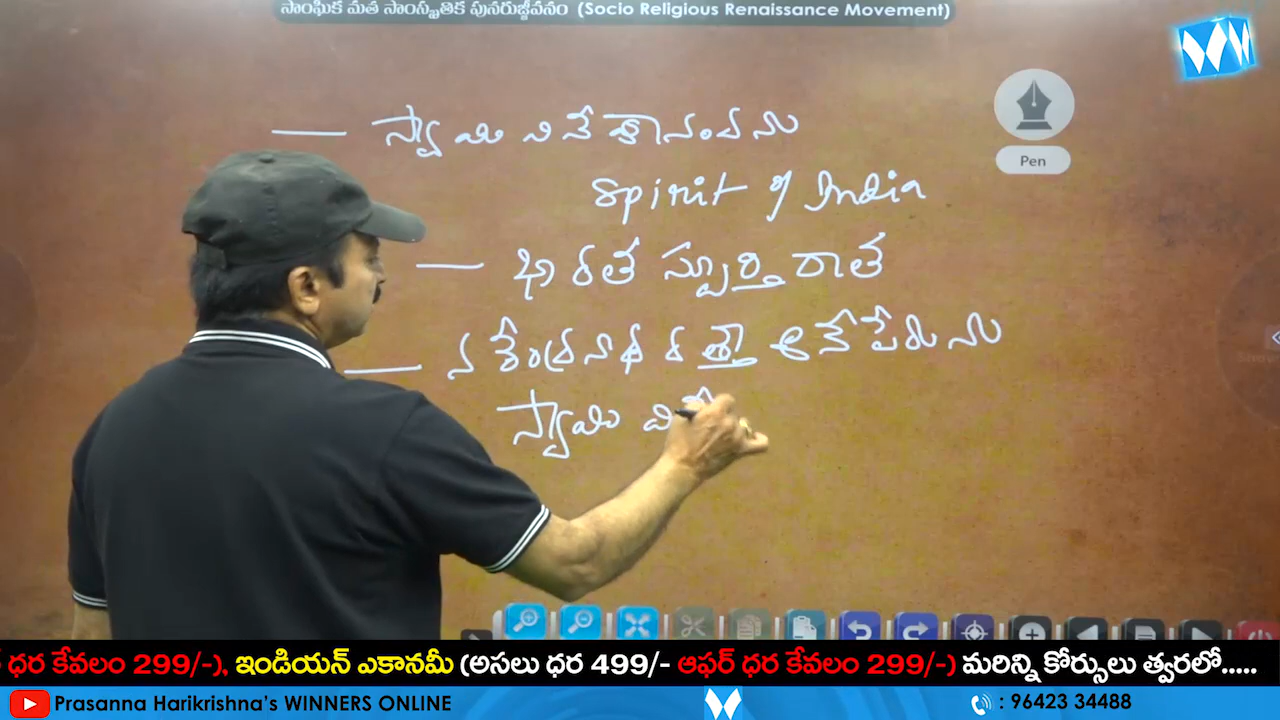 సాంఘిక మత సాంస్కృతిక పునరుజ్జీవనం (Socio Religious Renaissance Movement)
— స్వామి వివేకానందను
Pen
Spirit of India
— భారత స్ఫూర్తి దాత
— నరేంద్రనాథ దత్తా అనే పేరును
స్వామి వి
ధర కేవలం 299/-), ఇండియన్ ఎకానమీ (అసలు ధర 499/- ఆఫర్ ధర కేవలం 299/-) మరిన్ని కోర్సులు త్వరలో.....
Prasanna Harikrishna's WINNERS ONLINE
: 96423 34488